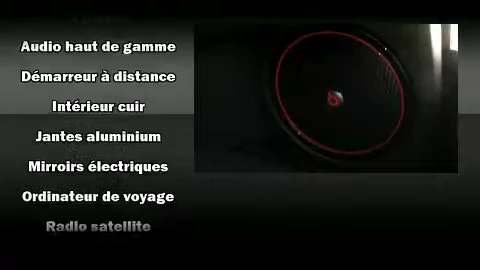 Audio haut de gamme
Démarreur à distance
Intérieur cuir
Jantes aluminium
Mirroirs électriques
Ordinateur de voyage
Radio satellite